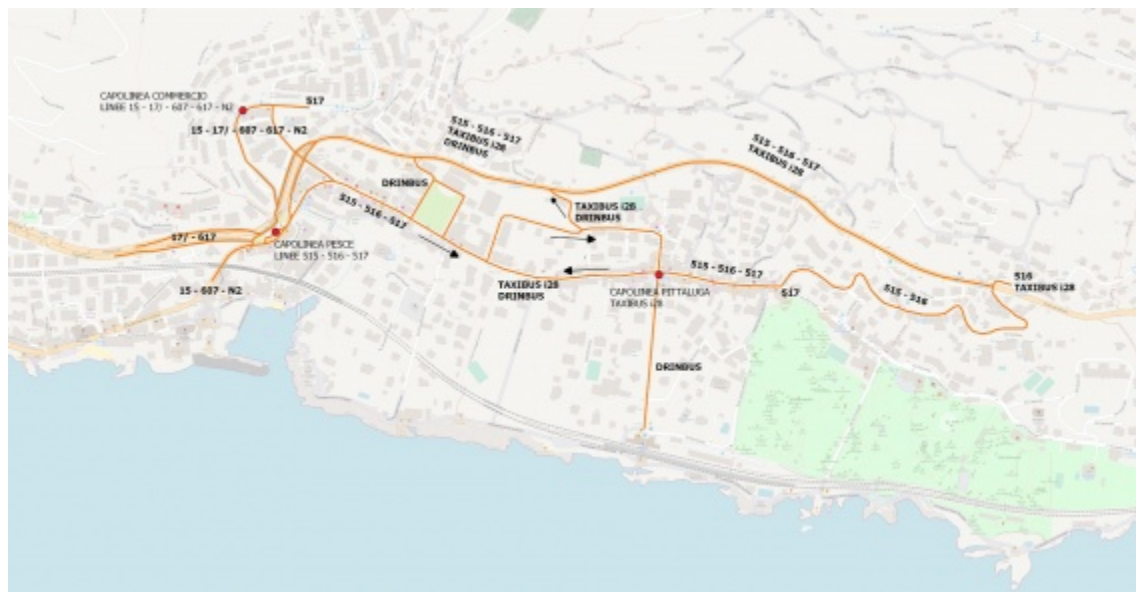 CAPOLINEA COMMERCIO
LINEE 15 - 17/ - 607 - 617 - N2
517
15 - 17/ - 607 - 617 - N2
515 - 516 - 517
TAXIBUS i28
DRINBUS
515 - 516 - 517
TAXIBUS i28
DRINBUS
515 - 516 - 517
TAXIBUS i28
DRINBUS
17/ - 617
CAPOLINEA PESCE
LINEE 515 - 516 - 517
15 - 607 - N2
TAXIBUS i28
DRINBUS
515 - 516 - 517
CAPOLINEA PITTALUGA
TAXIBUS i28
517
515 - 516
516
TAXIBUS i28
DRINBUS